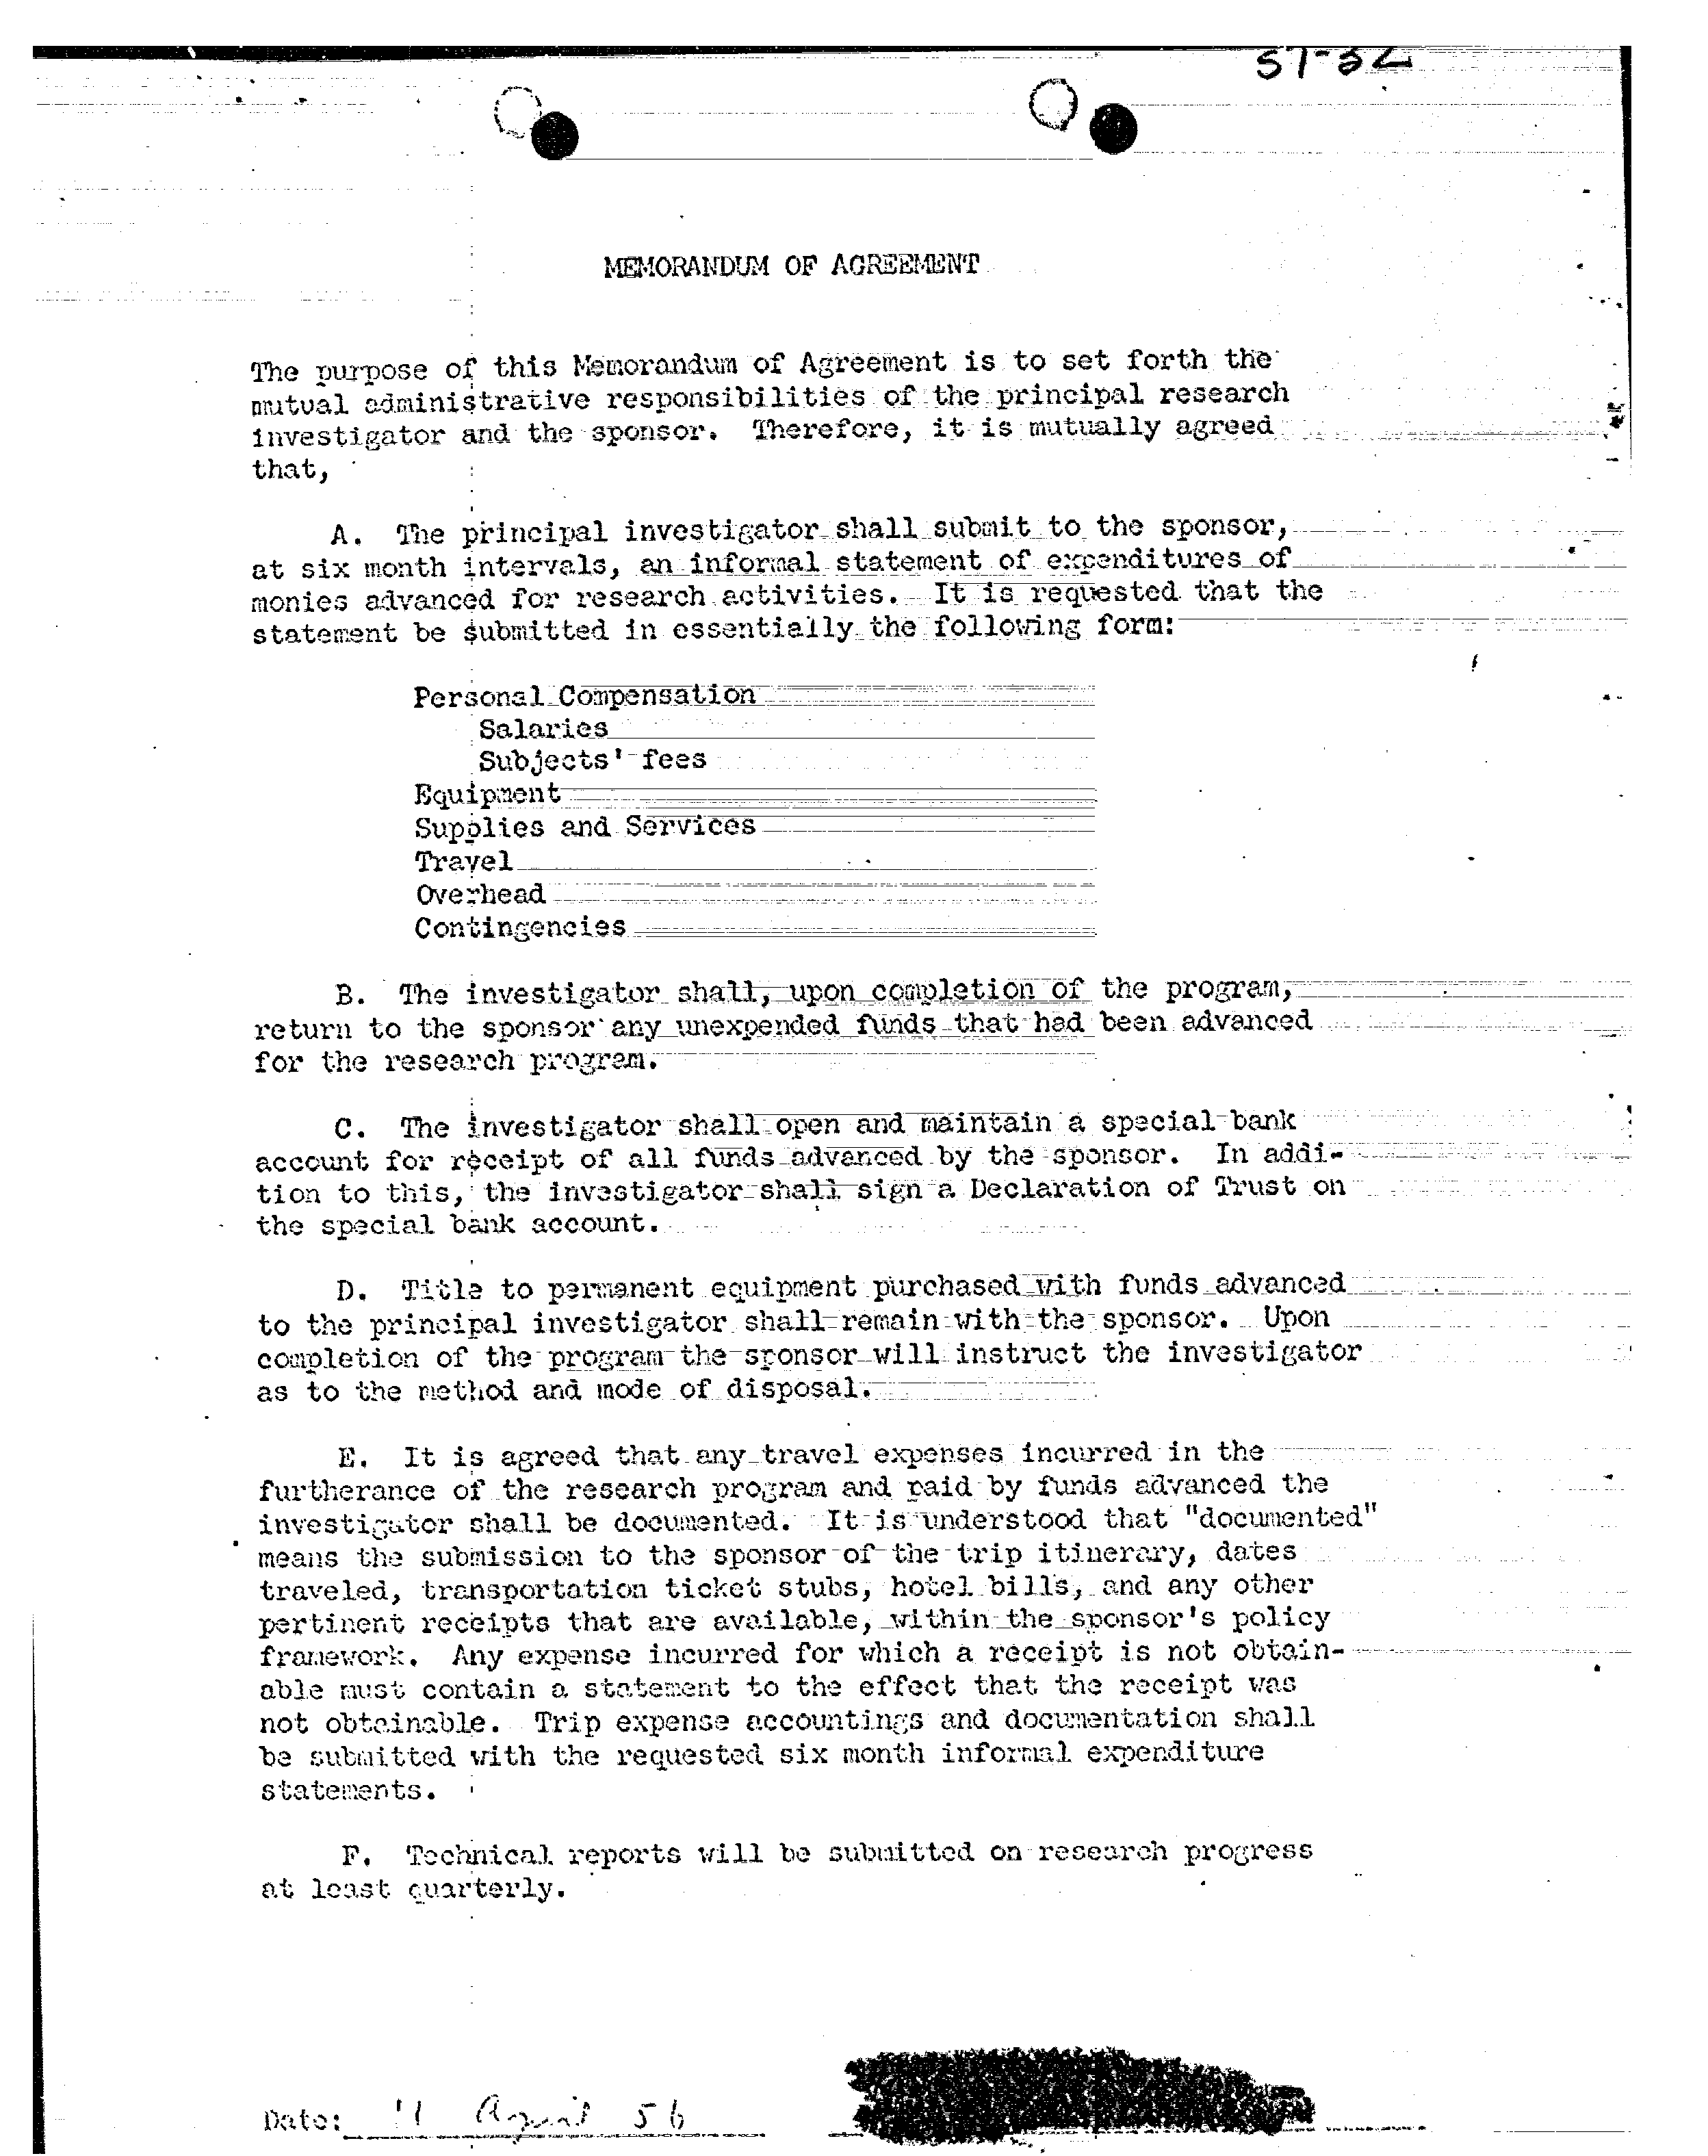 57-32
MEMORANDUM OF AGREEMENT
The purpose of this Memorandum of Agreement is to set forth the
mutual administrative responsibilities of the principal research
investigator and the sponsor. Therefore, it is mutually agreed
that,
A. The principal investigator shall submit to the sponsor,
at six month intervals, an informal statement of expenditures of
monies advanced for research activities. It is requested that the
statement be submitted in essentially the following form:
Personal Compensation
Salaries
Subjects' fees
Equipment
Supplies and Services
Travel
Overhead
Contingencies
B. The investigator shall, upon completion of the program,
return to the sponsor any unexpended funds that had been advanced
for the research program.
C. The investigator shall open and maintain a special bank
account for receipt of all funds advanced by the sponsor. In addi-
tion to this, the investigator shall sign a Declaration of Trust on
the special bank account.
D. Title to permanent equipment purchased with funds advanced
to the principal investigator shall remain with the sponsor. Upon
completion of the program the sponsor will instruct the investigator
as to the method and mode of disposal.
E. It is agreed that any travel expenses incurred in the
furtherance of the research program and paid by funds advanced the
investigator shall be documented. It is understood that "documented"
means the submission to the sponsor of the trip itinerary, dates
traveled, transportation ticket stubs, hotel bills, and any other
pertinent receipts that are available, within the sponsor's policy
framework. Any expense incurred for which a receipt is not obtain-
able must contain a statement to the effect that the receipt was
not obtainable. Trip expense accountings and documentation shall
be submitted with the requested six month informal expenditure
statements.
F. Technical reports will be submitted on research progress
at least quarterly.
Date: 11 April 56